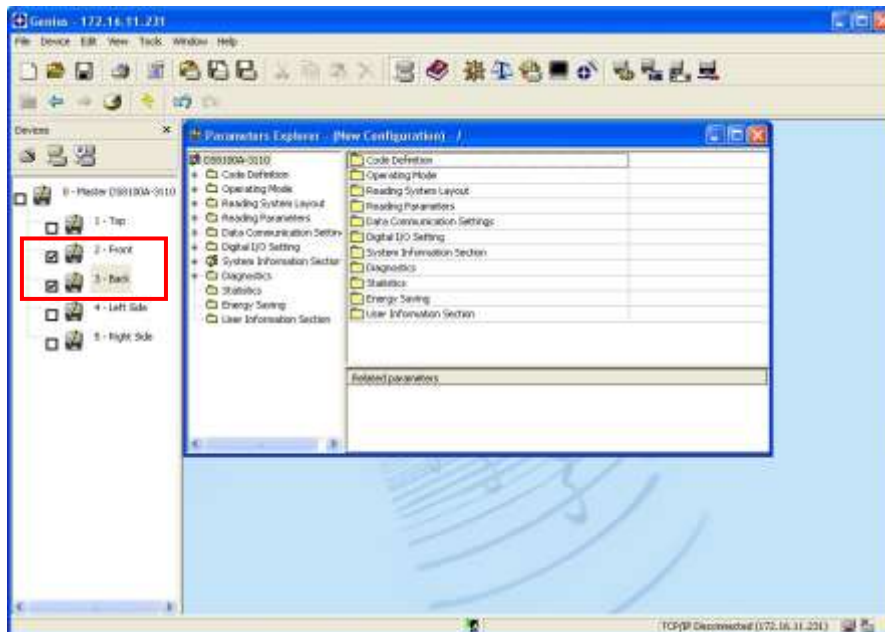 Genius - 172.16.11.231
File Device Edit View Tools Window Help
Devices
0 - Master (DS8100A-3110
1 - Top
2 - Front
3 - Back
4 - Left Side
5 - Right Side
Parameters Explorer - (New Configuration) - /
DS8100A-3110
Code Definition
Operating Mode
Reading System Layout
Reading Parameters
Data Communication Settin
Digital I/O Setting
System Information Section
Diagnostics
Statistics
Energy Saving
User Information Section
Code Definition
Operating Mode
Reading System Layout
Reading Parameters
Data Communication Settings
Digital I/O Setting
System Information Section
Diagnostics
Statistics
Energy Saving
User Information Section
Related parameters
TCP/IP Disconnected (172.16.11.231)